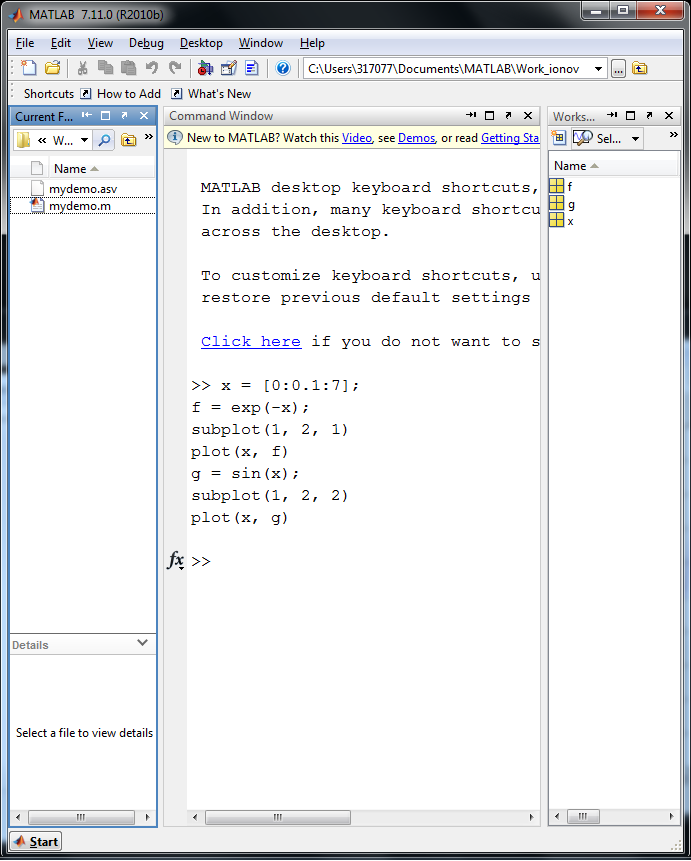 MATLAB 7.11.0 (R2010b)
File Edit View Debug Desktop Window Help
C:\Users\317077\Documents\MATLAB\Work_ionov
Shortcuts How to Add What's New
Current F...
« W... »
Name
mydemo.asv
mydemo.m
Details
Select a file to view details
Command Window
New to MATLAB? Watch this Video, see Demos, or read Getting Sta
MATLAB desktop keyboard shortcuts,
In addition, many keyboard shortcu
across the desktop.
To customize keyboard shortcuts, u
restore previous default settings
Click here if you do not want to s
>> x = [0:0.1:7];
f = exp(-x);
subplot(1, 2, 1)
plot(x, f)
g = sin(x);
subplot(1, 2, 2)
plot(x, g)
fx >>
Works...
Sel... »
Name
f
g
x
Start